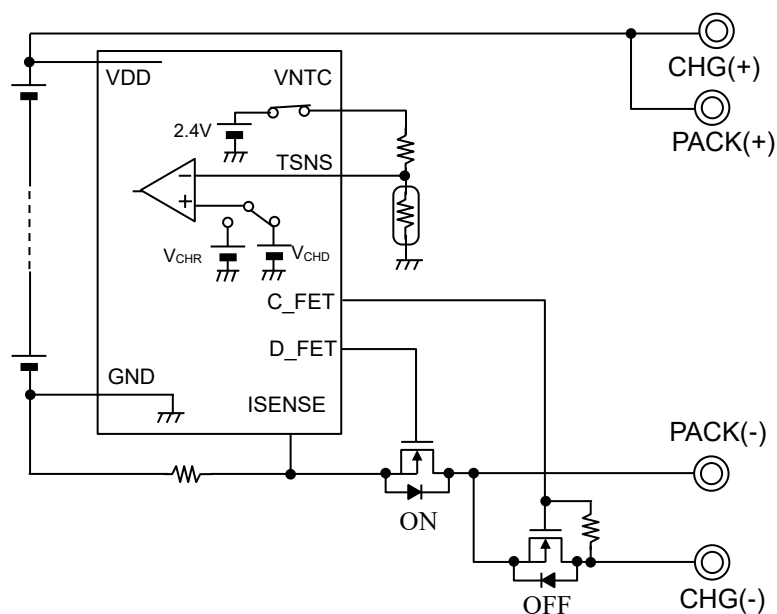 CHG(+)
VDD
VNTC
PACK(+)
2.4V
TSNS
−
+
VCHR
VCHD
C_FET
D_FET
GND
ISENSE
PACK(-)
ON
OFF
CHG(-)